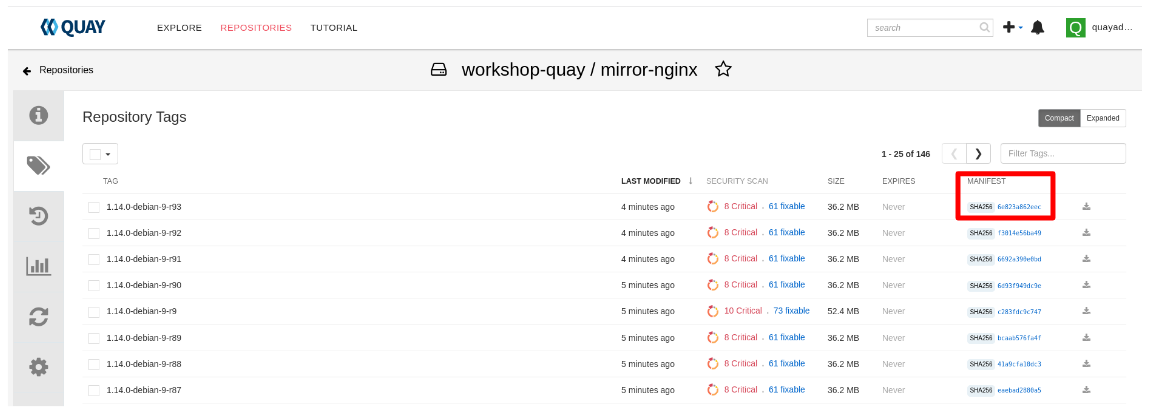 QUAY EXPLORE REPOSITORIES TUTORIAL search Q quayad...
Repositories workshop-quay / mirror-nginx
Repository Tags Compact Expanded
1 - 25 of 146 Filter Tags...
TAG LAST MODIFIED ↓ SECURITY SCAN SIZE EXPIRES MANIFEST
1.14.0-debian-9-r93 4 minutes ago 8 Critical . 61 fixable 36.2 MB Never SHA256 6e823a862eec
1.14.0-debian-9-r92 4 minutes ago 8 Critical . 61 fixable 36.2 MB Never SHA256 f3014e56ba49
1.14.0-debian-9-r91 4 minutes ago 8 Critical . 61 fixable 36.2 MB Never SHA256 6692a390e0bd
1.14.0-debian-9-r90 5 minutes ago 8 Critical . 61 fixable 36.2 MB Never SHA256 6d93f949dc9e
1.14.0-debian-9-r9 5 minutes ago 10 Critical . 73 fixable 52.4 MB Never SHA256 c283fdc9c747
1.14.0-debian-9-r89 5 minutes ago 8 Critical . 61 fixable 36.2 MB Never SHA256 bcaab576fa4f
1.14.0-debian-9-r88 5 minutes ago 8 Critical . 61 fixable 36.2 MB Never SHA256 41a9cfa10dc3
1.14.0-debian-9-r87 5 minutes ago 8 Critical . 61 fixable 36.2 MB Never SHA256 eaebad2880a5